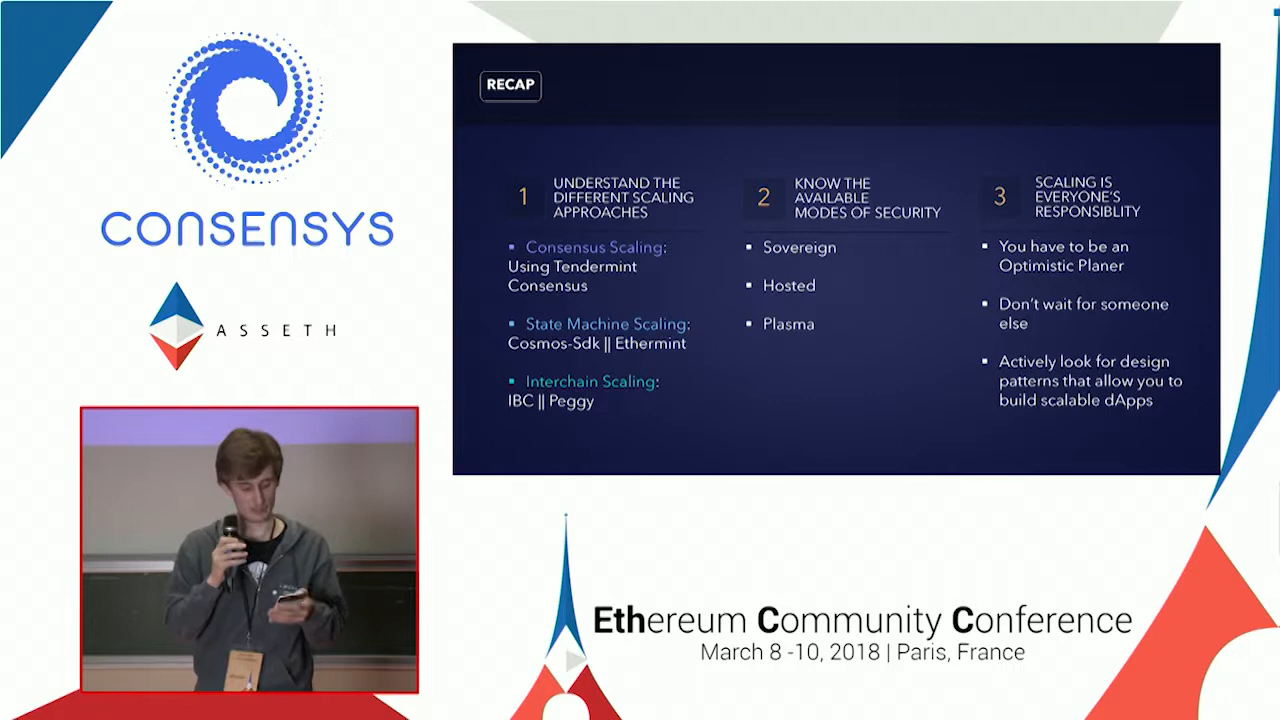 CONSENSYS
ASSETH
RECAP
1
UNDERSTAND THE
DIFFERENT SCALING
APPROACHES
▪ Consensus Scaling:
Using Tendermint
Consensus
▪ State Machine Scaling:
Cosmos-Sdk || Ethermint
▪ Interchain Scaling:
IBC || Peggy
2
KNOW THE
AVAILABLE
MODES OF SECURITY
▪ Sovereign
▪ Hosted
▪ Plasma
3
SCALING IS
EVERYONE'S
RESPONSIBLITY
▪ You have to be an
Optimistic Planer
▪ Don't wait for someone
else
▪ Actively look for design
patterns that allow you to
build scalable dApps
Ethereum Community Conference
March 8 -10, 2018 | Paris, France